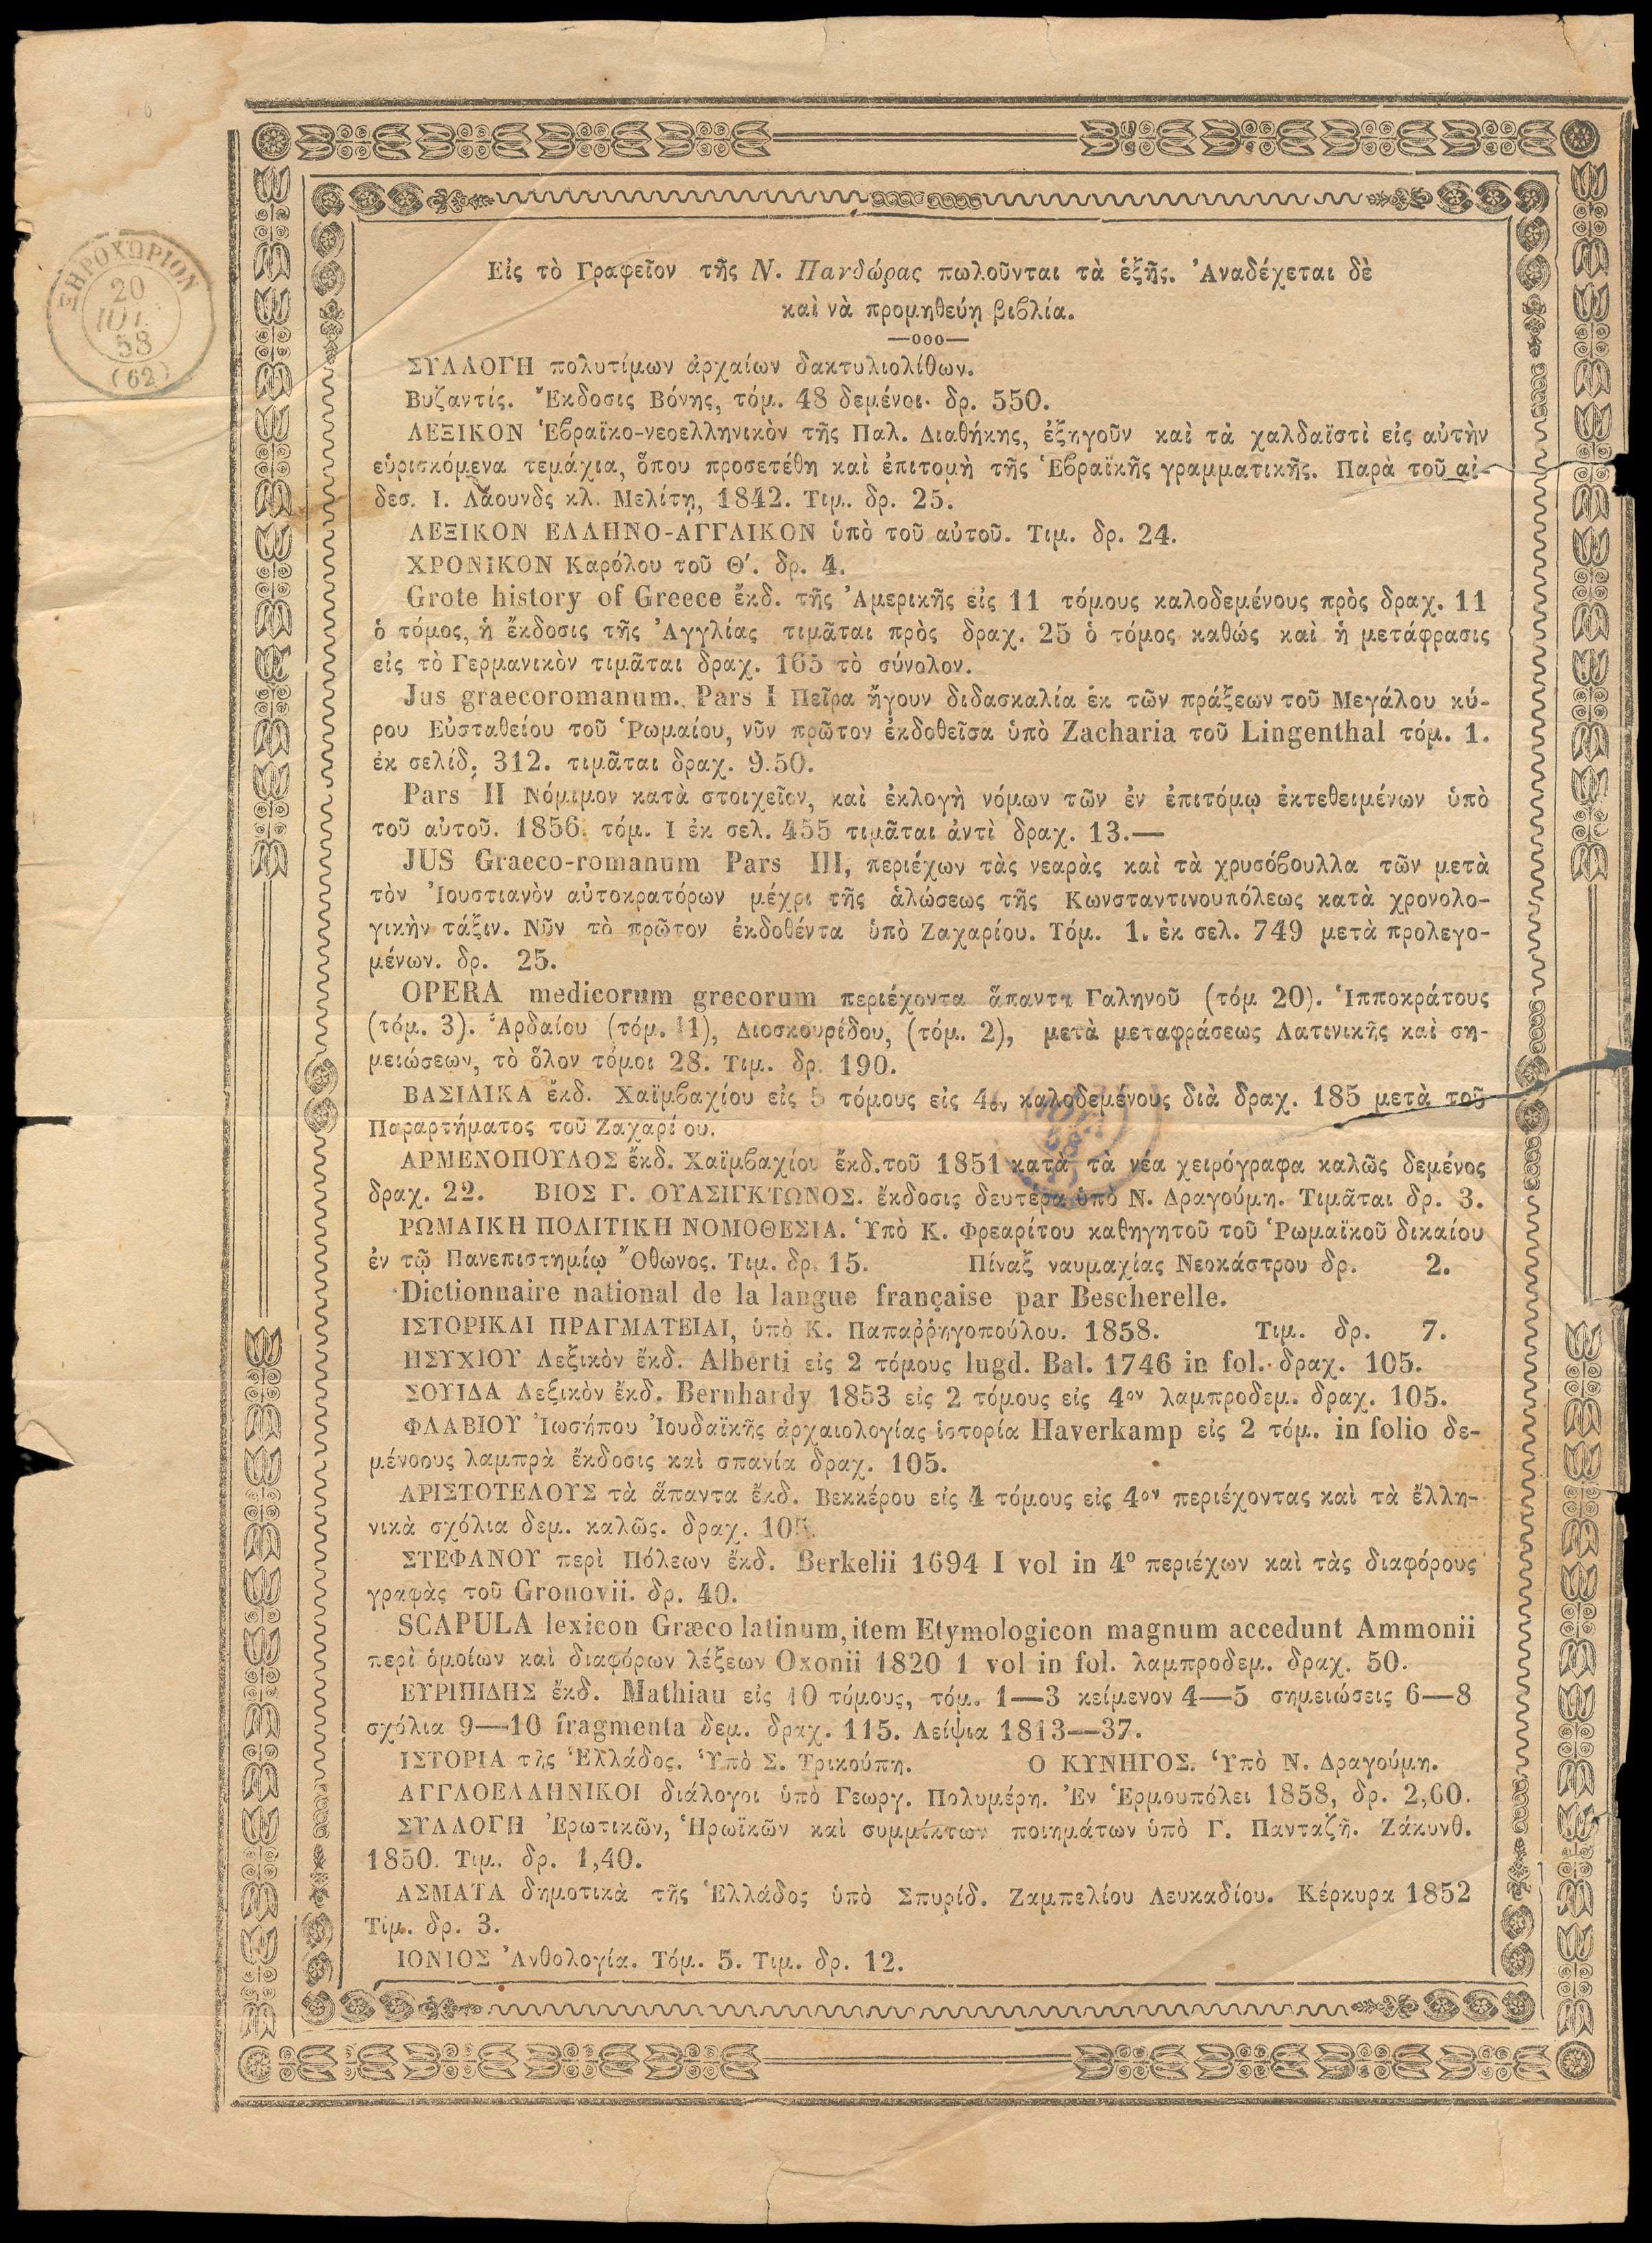 ΞΗΡΟΧΩΡΙΟΝ
20
ΙΟΥΛ.
58
(62)
Εἰς τὸ Γραφεῖον τῆς Ν. Πανδώρας πωλοῦνται τὰ ἑξῆς. Ἀναδέχεται δὲ
καὶ νὰ προμηθεύῃ βιβλία.
—ooo—
ΣΥΛΛΟΓΗ πολυτίμων ἀρχαίων δακτυλιολίθων.
Βυζαντίς. Ἔκδοσις Βόνης, τόμ. 48 δεμένοι· δρ. 550.
ΛΕΞΙΚΟΝ Ἑβραϊκο-νεοελληνικὸν τῆς Παλ. Διαθήκης, ἐξηγοῦν καὶ τὰ χαλδαϊστὶ εἰς αὐτὴν
εὑρισκόμενα τεμάχια, ὅπου προσετέθη καὶ ἐπιτομὴ τῆς Ἑβραϊκῆς γραμματικῆς. Παρὰ τοῦ αἰ-
δεσ. Ι. Λάουνδς κλ. Μελίτη, 1842. Τιμ. δρ. 25.
ΛΕΞΙΚΟΝ ΕΛΛΗΝΟ-ΑΓΓΛΙΚΟΝ ὑπὸ τοῦ αὐτοῦ. Τιμ. δρ. 24.
ΧΡΟΝΙΚΟΝ Καρόλου τοῦ Θ'. δρ. 4.
Grote history of Greece ἔκδ. τῆς Ἀμερικῆς εἰς 11 τόμους καλοδεμένους πρὸς δραχ. 11
ὁ τόμος, ἡ ἔκδοσις τῆς Ἀγγλίας τιμᾶται πρὸς δραχ. 25 ὁ τόμος καθώς καὶ ἡ μετάφρασις
εἰς τὸ Γερμανικὸν τιμᾶται δραχ. 165 τὸ σύνολον.
Jus graecoromanum. Pars I Πεῖρα ἤγουν διδασκαλία ἐκ τῶν πράξεων τοῦ Μεγάλου κύ-
ρου Εὐσταθείου τοῦ Ῥωμαίου, νῦν πρῶτον ἐκδοθεῖσα ὑπὸ Zacharia τοῦ Lingenthal τόμ. 1.
ἐκ σελίδ. 312. τιμᾶται δραχ. 9.50.
Pars II Νόμιμον κατὰ στοιχεῖον, καὶ ἐκλογὴ νόμων τῶν ἐν ἐπιτόμῳ ἐκτεθειμένων ὑπὸ
τοῦ αὐτοῦ. 1856. τόμ. I ἐκ σελ. 455 τιμᾶται ἀντὶ δραχ. 13.—
JUS Graeco-romanum Pars III, περιέχων τὰς νεαρὰς καὶ τὰ χρυσόβουλλα τῶν μετὰ
τὸν Ἰουστιανὸν αὐτοκρατόρων μέχρι τῆς ἁλώσεως τῆς Κωνσταντινουπόλεως κατὰ χρονολο-
γικὴν τάξιν. Νῦν τὸ πρῶτον ἐκδοθέντα ὑπὸ Ζαχαρίου. Τόμ. 1. ἐκ σελ. 749 μετὰ προλεγο-
μένων. δρ. 25.
OPERA medicorum grecorum περιέχοντα ἅπαντα Γαληνοῦ (τόμ 20). Ἱπποκράτους
(τόμ. 3). Ἀρδαίου (τόμ. 1), Διοσκουρίδου, (τόμ. 2), μετὰ μεταφράσεως Λατινικῆς καὶ ση-
μειώσεων, τὸ ὅλον τόμοι 28. Τιμ. δρ. 190.
ΒΑΣΙΛΙΚΑ ἔκδ. Χαϊμβαχίου εἰς 5 τόμους εἰς 4ον καλοδεμένους διὰ δραχ. 185 μετὰ τοῦ
Παραρτήματος τοῦ Ζαχαρίου.
ΑΡΜΕΝΟΠΟΥΛΟΣ ἔκδ. Χαϊμβαχίου ἔκδ. τοῦ 1851 κατὰ τὰ νέα χειρόγραφα καλῶς δεμένος
δραχ. 22. ΒΙΟΣ Γ. ΟΥΑΣΙΓΚΤΩΝΟΣ. ἔκδοσις δευτέρα ὑπὸ Ν. Δραγούμη. Τιμᾶται δρ. 3.
ΡΩΜΑΙΚΗ ΠΟΛΙΤΙΚΗ ΝΟΜΟΘΕΣΙΑ. Ὑπὸ Κ. Φρεαρίτου καθηγητοῦ τοῦ Ῥωμαϊκοῦ δικαίου
ἐν τῷ Πανεπιστημίῳ Ὄθωνος. Τιμ. δρ. 15. Πίναξ ναυμαχίας Νεοκάστρου δρ. 2.
Dictionnaire national de la langue française par Bescherelle.
ΙΣΤΟΡΙΚΑΙ ΠΡΑΓΜΑΤΕΙΑΙ, ὑπὸ Κ. Παπαῤῥηγοπούλου. 1858. Τιμ. δρ. 7.
ΗΣΥΧΙΟΥ Λεξικὸν ἔκδ. Alberti εἰς 2 τόμους lugd. Bal. 1746 in fol. δραχ. 105.
ΣΟΥΙΔΑ Λεξικὸν ἔκδ. Bernhardy 1853 εἰς 2 τόμους εἰς 4ον λαμπροδεμ. δραχ. 105.
ΦΛΑΒΙΟΥ Ἰωσήπου Ἰουδαϊκῆς ἀρχαιολογίας ἱστορία Haverkamp εἰς 2 τόμ. in folio δε-
μένοους λαμπρὰ ἔκδοσις καὶ σπανία δραχ. 105.
ΑΡΙΣΤΟΤΕΛΟΥΣ τὰ ἅπαντα ἔκδ. Βεκκέρου εἰς 4 τόμους εἰς 4ον περιέχοντας καὶ τὰ ἔλλη-
νικὰ σχόλια δεμ. καλῶς. δραχ. 105.
ΣΤΕΦΑΝΟΥ περὶ Πόλεων ἔκδ. Berkelii 1694 I vol in 4o περιέχων καὶ τὰς διαφόρους
γραφὰς τοῦ Gronovii. δρ. 40.
SCAPULA lexicon Græco latinum, item Etymologicon magnum accedunt Ammonii
περὶ ὁμοίων καὶ διαφόρων λέξεων Oxonii 1820 1 vol in fol. λαμπροδεμ. δραχ. 50.
ΕΥΡΙΠΙΔΗΣ ἔκδ. Mathiau εἰς 10 τόμους, τόμ. 1—3 κείμενον 4—5 σημειώσεις 6—8
σχόλια 9—10 fragmenta δεμ. δραχ. 115. Λείψια 1813—37.
ΙΣΤΟΡΙΑ τῆς Ἑλλάδος. Ὑπὸ Σ. Τρικούπη. Ο ΚΥΝΗΓΟΣ. Ὑπὸ Ν. Δραγούμη.
ΑΓΓΛΟΕΛΛΗΝΙΚΟΙ διάλογοι ὑπὸ Γεωργ. Πολυμέρη. Ἐν Ἑρμουπόλει 1858, δρ. 2,60.
ΣΥΛΛΟΓΗ Ἐρωτικῶν, Ἡρωϊκῶν καὶ συμμίκτων ποιημάτων ὑπὸ Γ. Πανταζῆ. Ζάκυνθ.
1850. Τιμ. δρ. 1,40.
ΑΣΜΑΤΑ δημοτικὰ τῆς Ἑλλάδος ὑπὸ Σπυρίδ. Ζαμπελίου Λευκαδίου. Κέρκυρα 1852
Τιμ. δρ. 3.
ΙΟΝΙΟΣ Ἀνθολογία. Τόμ. 5. Τιμ. δρ. 12.